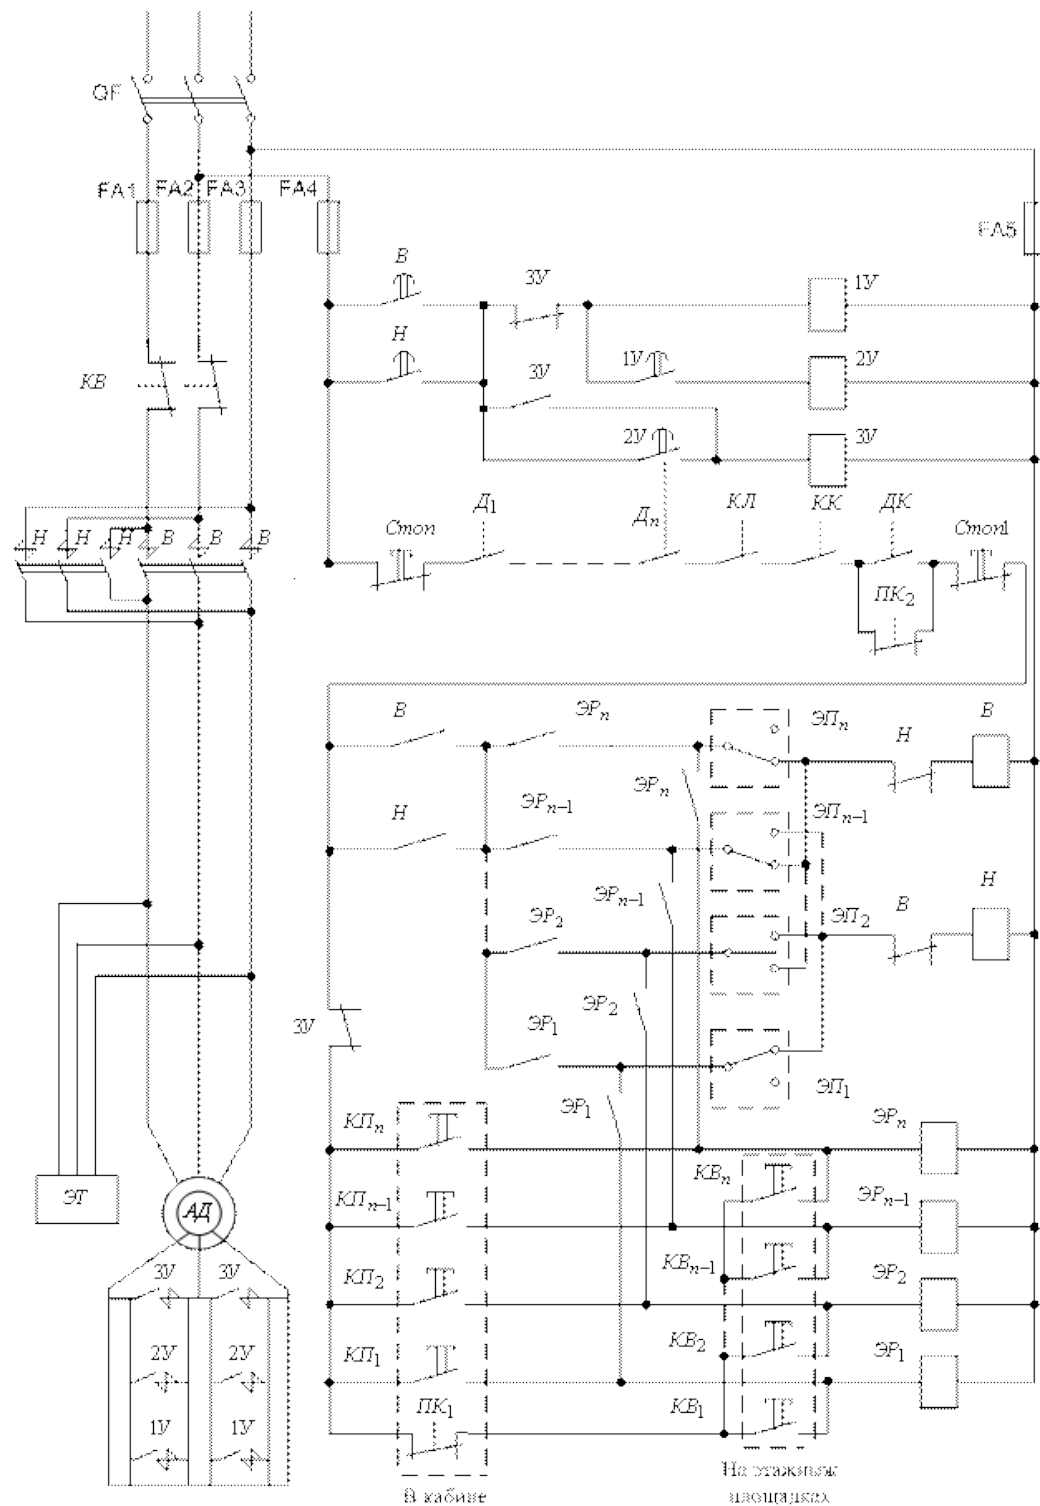 QF
FA1 FA2 FA3 FA4
FA5
В 3У 1У
Н 1У 2У
КВ
3У
2У 3У
Н Н Н В В В
Стоп Д1 Дn КЛ КК ДК Стоп1
ПК2
В ЭРn ЭПn Н В
ЭРn
Н ЭРn–1 ЭПn–1
ЭРn–1
ЭР2 ЭП2 В Н
3У ЭР2
ЭР1
ЭР1 ЭП1
КПn ЭРn
КВn
ЭТ АД КПn–1 ЭРn–1
КВn–1
3У 3У КП2 ЭР2
КВ2
2У 2У КП1 ЭР1
1У 1У ПК1 КВ1
В кабине
На этажных
площадках